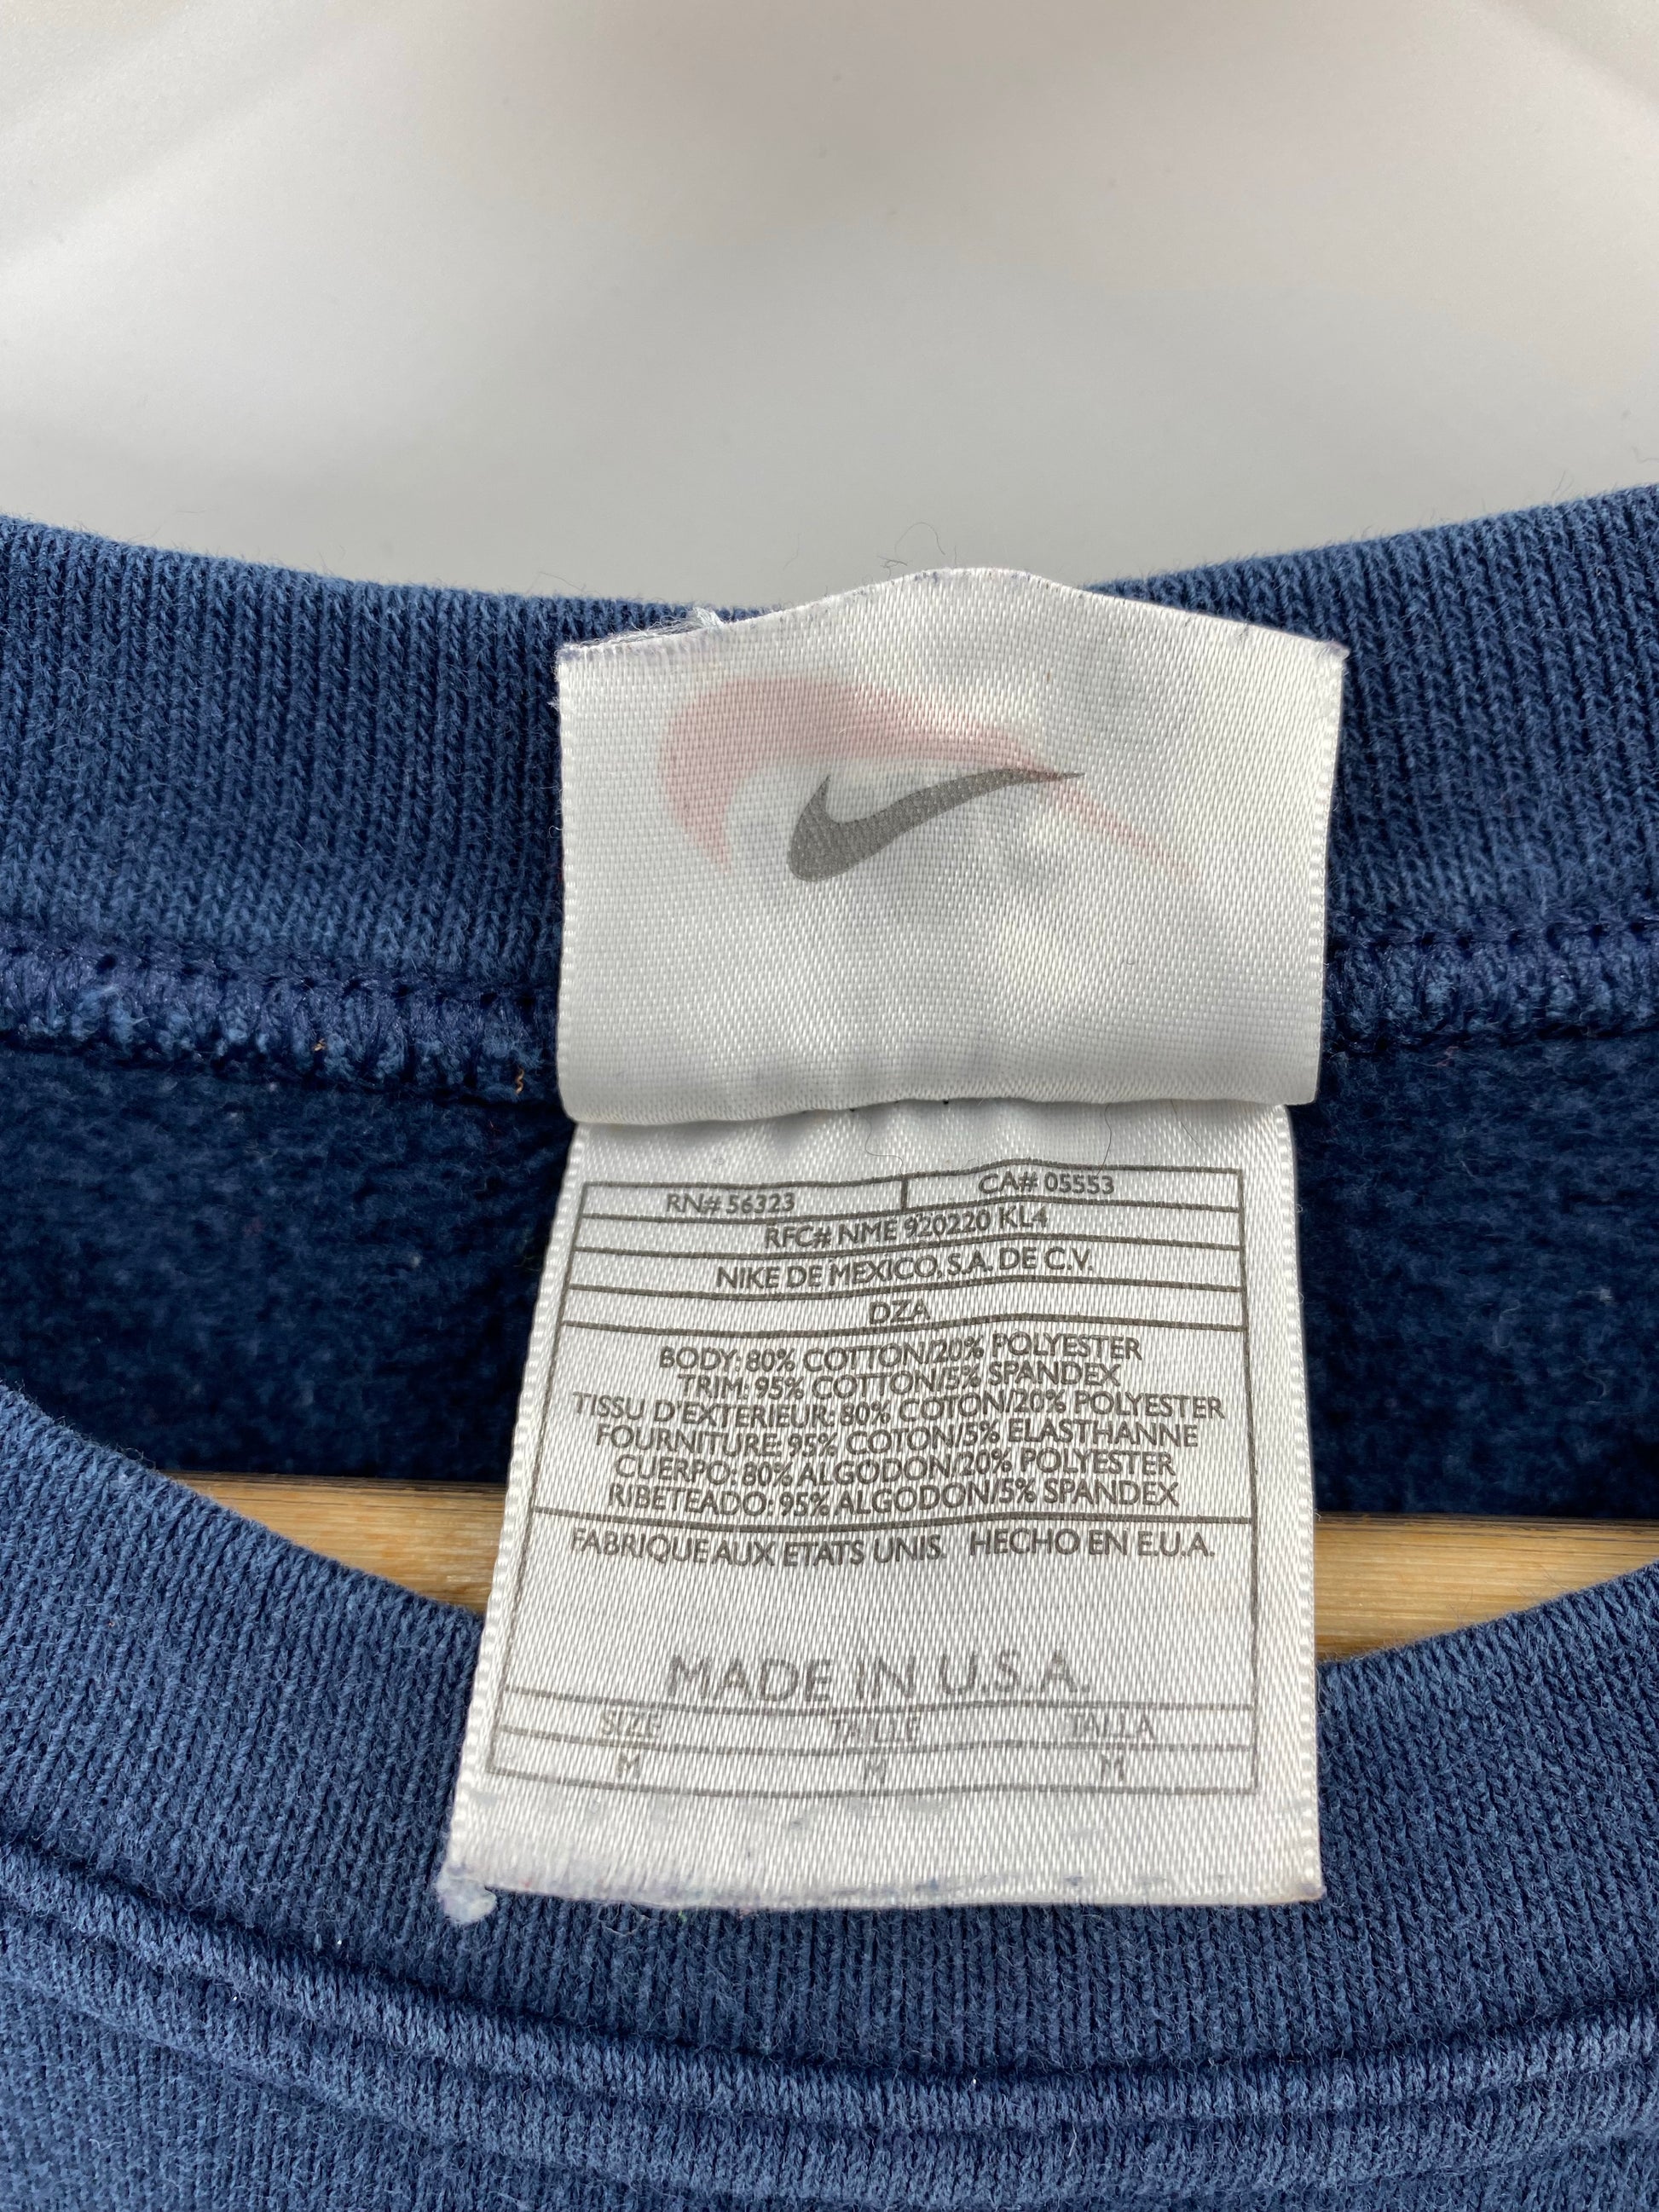 RN# 56323 CA# 05553
RFC# NME 920220 KL4
NIKE DE MEXICO, S.A. DE C.V.
DZA
BODY: 80% COTTON/20% POLYESTER
TRIM: 95% COTTON/5% SPANDEX
TISSU D'EXTERIEUR: 80% COTON/20% POLYESTER
FOURNITURE: 95% COTON/5% ELASTHANNE
CUERPO: 80% ALGODON/20% POLYESTER
RIBETEADO: 95% ALGODON/5% SPANDEX
FABRIQUE AUX ETATS UNIS. HECHO EN E.U.A.
MADE IN U.S.A.
SIZE TAILLE TALLA
M M M